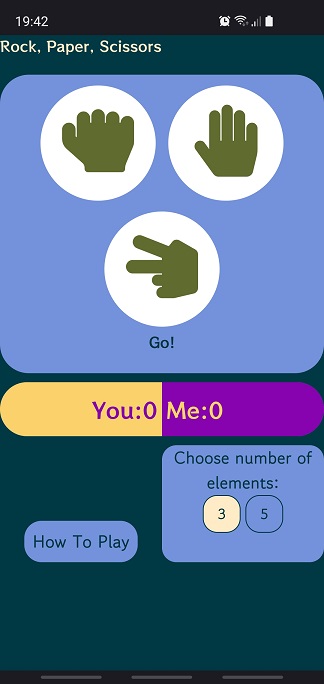 19:42
Rock, Paper, Scissors
Go!
You:0 Me:0
Choose number of
elements:
3 5
How To Play